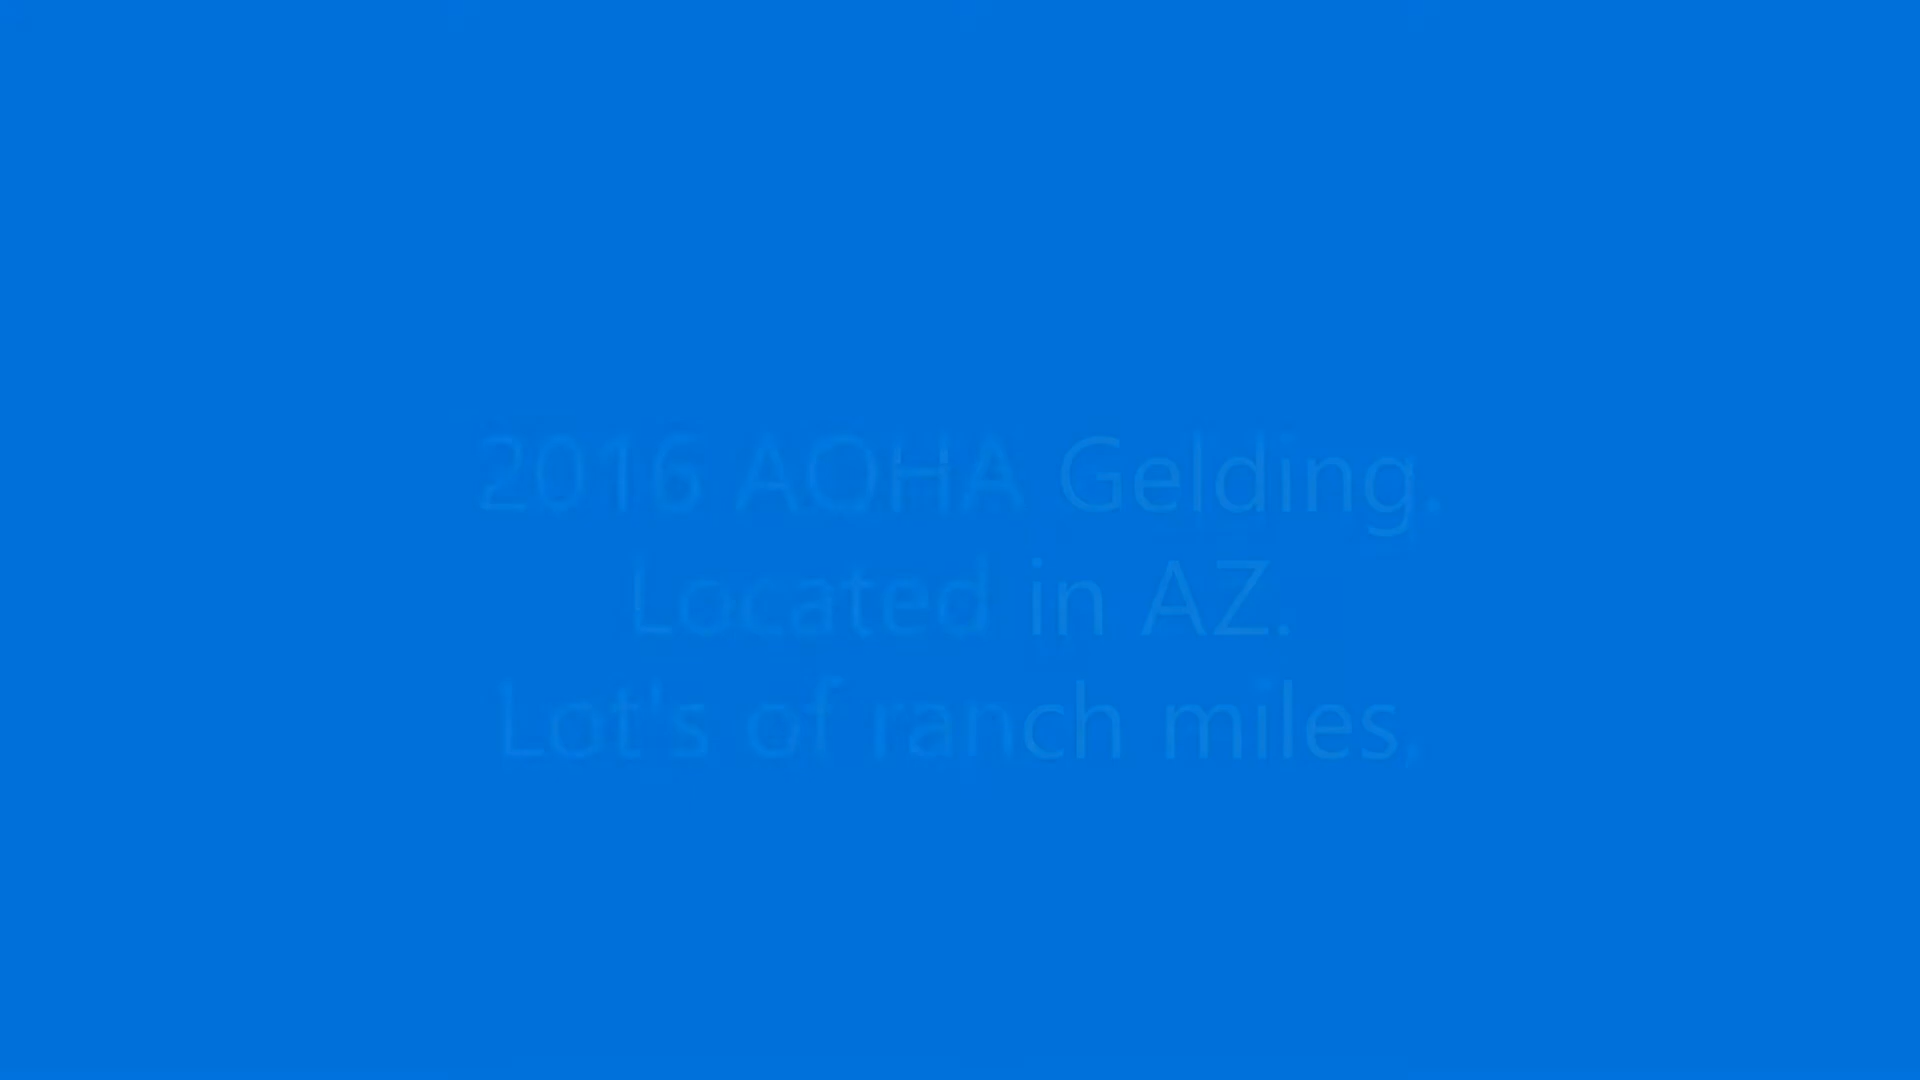 2016 AQHA Gelding.
Located in AZ.
Lot's of ranch miles,